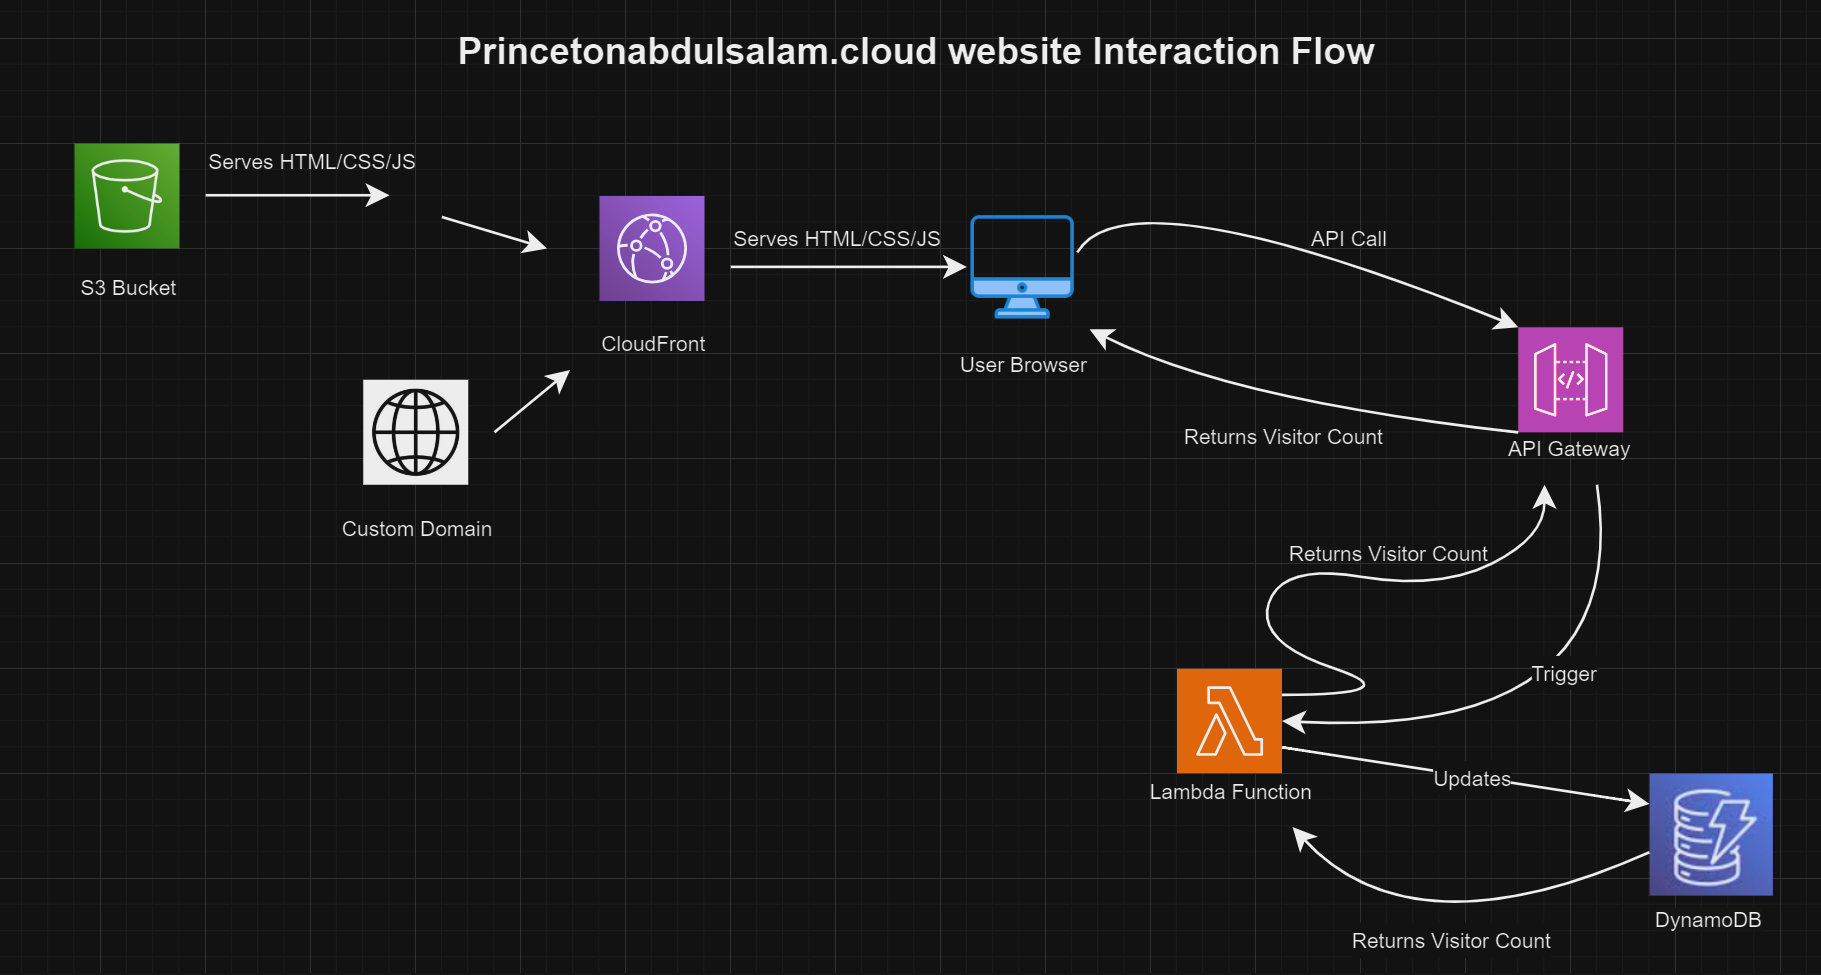 Princetonabdulsalam.cloud website Interaction Flow
Serves HTML/CSS/JS
S3 Bucket
Serves HTML/CSS/JS
CloudFront
Custom Domain
User Browser
API Call
</>
API Gateway
Returns Visitor Count
Returns Visitor Count
Trigger
Lambda Function
Updates
DynamoDB
Returns Visitor Count